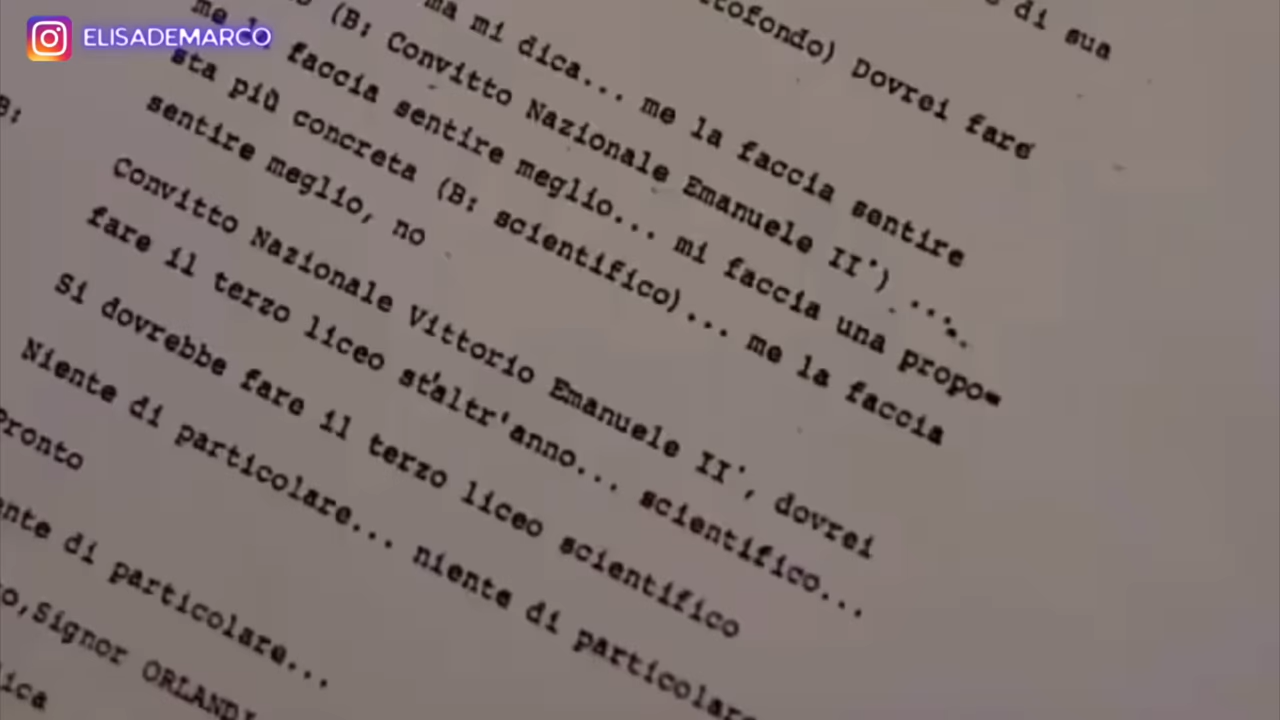 ELISADEMARCO
di sua
Dovrei fare
ma mi dica... me la faccia sentire
(B: Convitto Nazionale Emanuele II°) ...
me la faccia sentire meglio... mi faccia una propo=
sta più concreta (B: scientifico)... me la faccia
sentire meglio, no
Convitto Nazionale Vittorio Emanuele II°, dovrei
fare il terzo liceo st'altr'anno... scientifico...
Si dovrebbe fare il terzo liceo scientifico
Niente di particolare... niente di particolare
Pronto
di particolare...
Signor ORLANDI